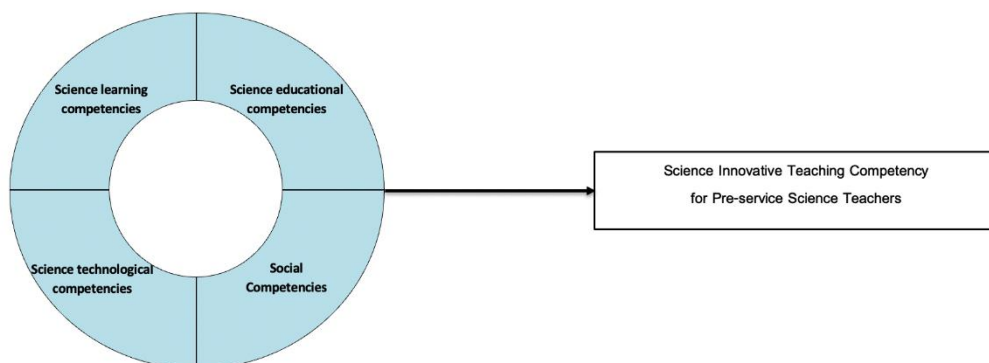 Science learning
competencies
Science educational
competencies
Science technological
competencies
Social
Competencies
Science Innovative Teaching Competency
for Pre-service Science Teachers